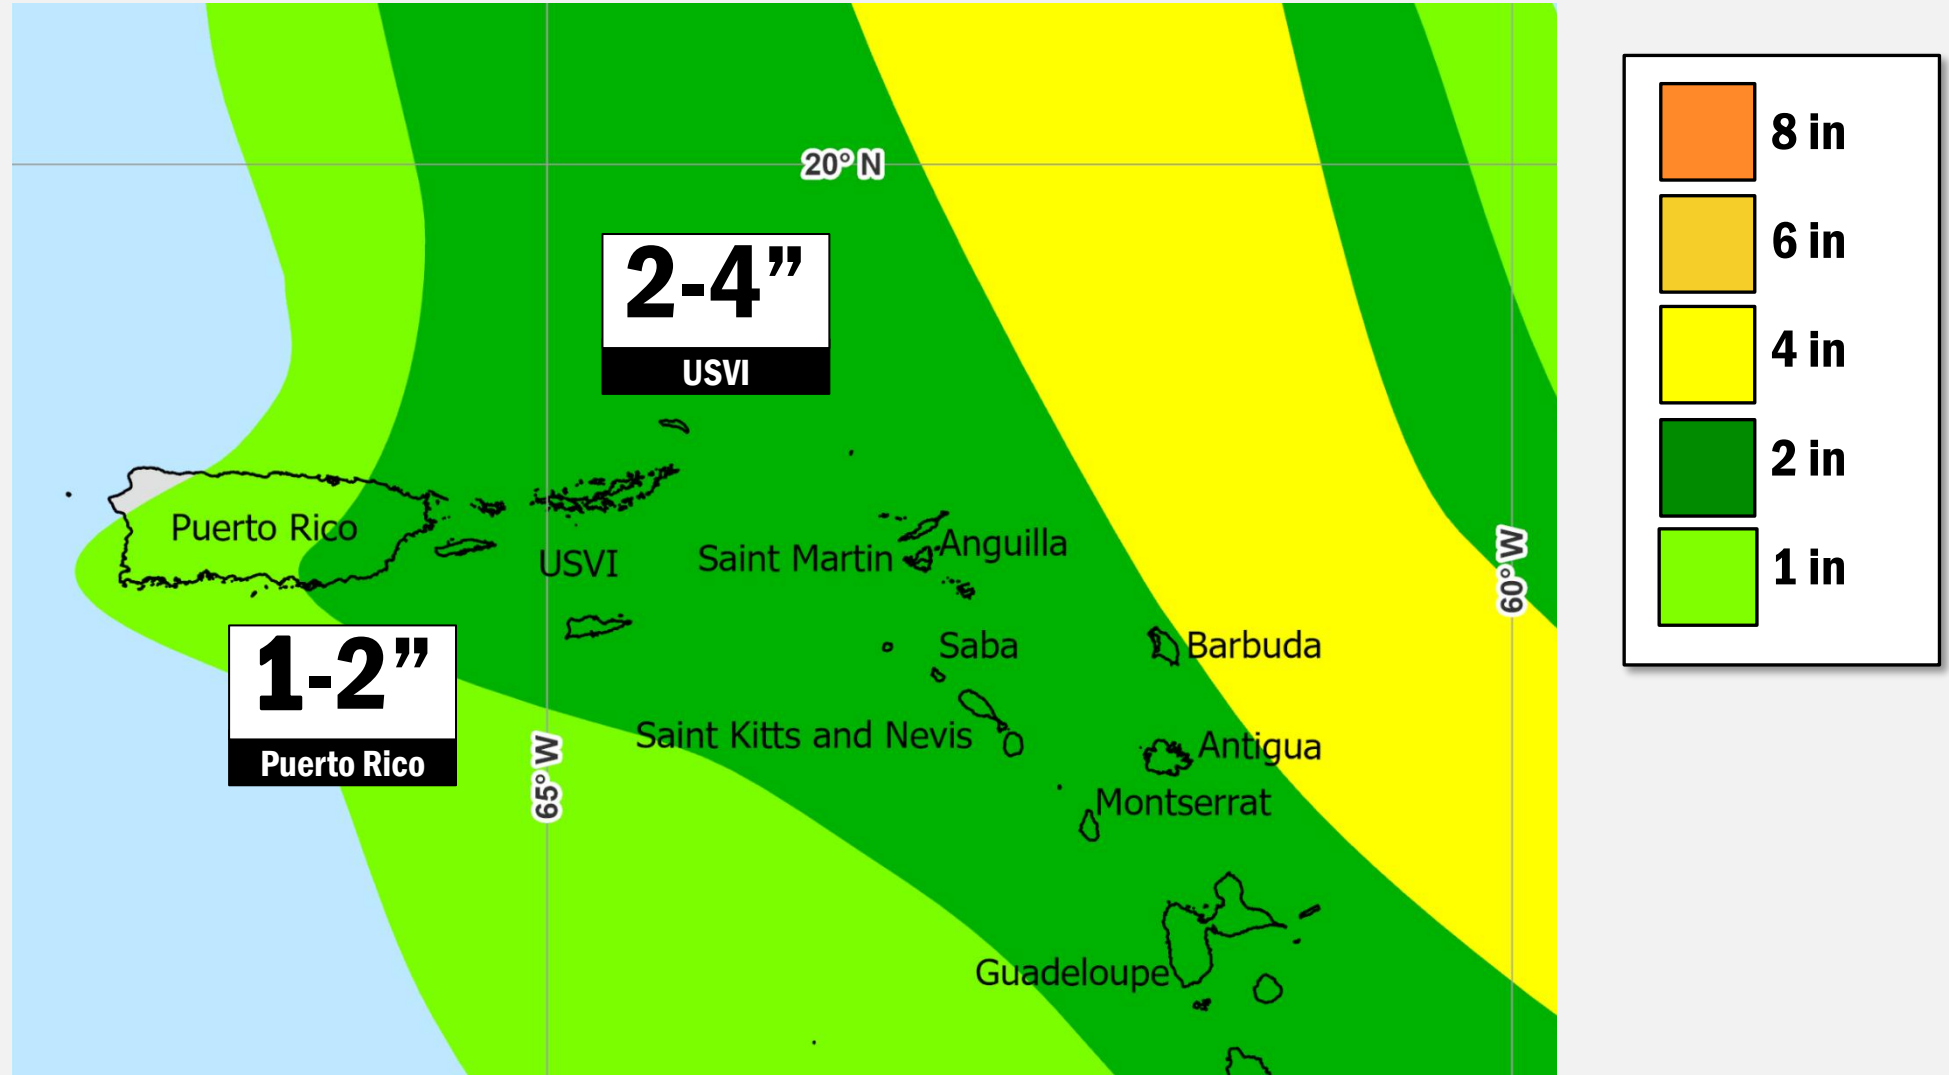 20° N
2-4”
USVI
Puerto Rico
USVI
Saint Martin
Anguilla
Saba
Barbuda
Saint Kitts and Nevis
Antigua
Montserrat
Guadeloupe
1-2”
Puerto Rico
65° W
60° W
8 in
6 in
4 in
2 in
1 in